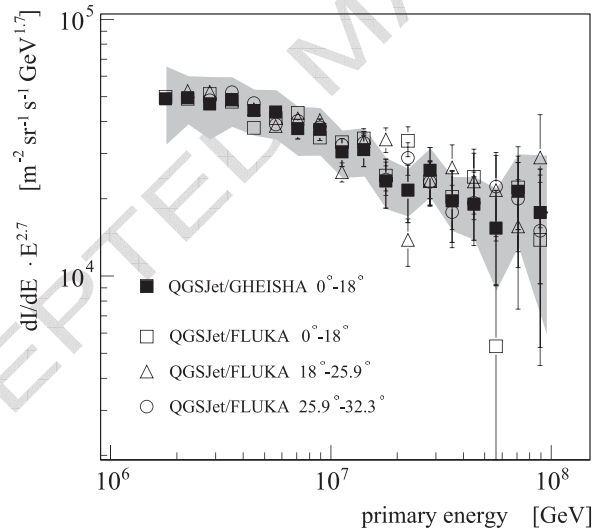 10^5
dI/dE · E^2.7 [m^-2 sr^-1 s^-1 GeV^1.7]
10^4
QGSJet/GHEISHA 0°-18°
QGSJet/FLUKA 0°-18°
QGSJet/FLUKA 18°-25.9°
QGSJet/FLUKA 25.9°-32.3°
10^6 10^7 10^8
primary energy [GeV]
EPTED MA